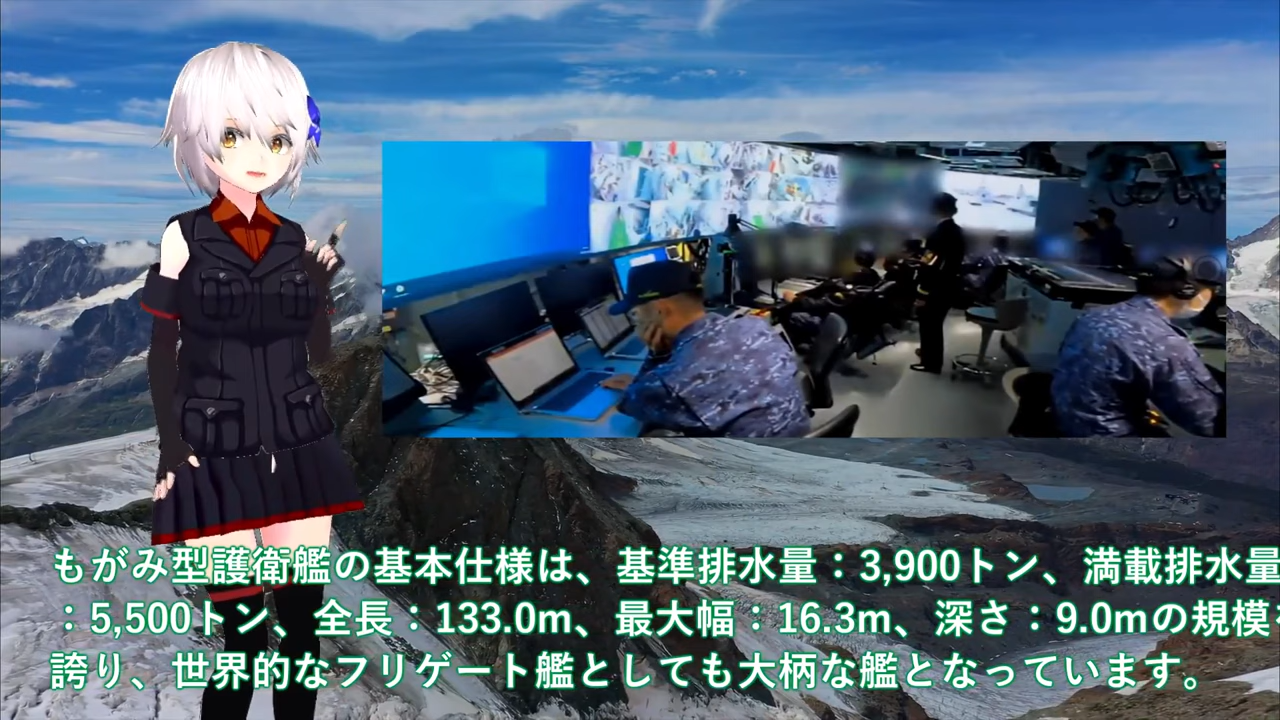 もがみ型護衛艦の基本仕様は、基準排水量：3,900トン、満載排水量
：5,500トン、全長：133.0m、最大幅：16.3m、深さ：9.0mの規模を
誇り、世界的なフリゲート艦としても大柄な艦となっています。